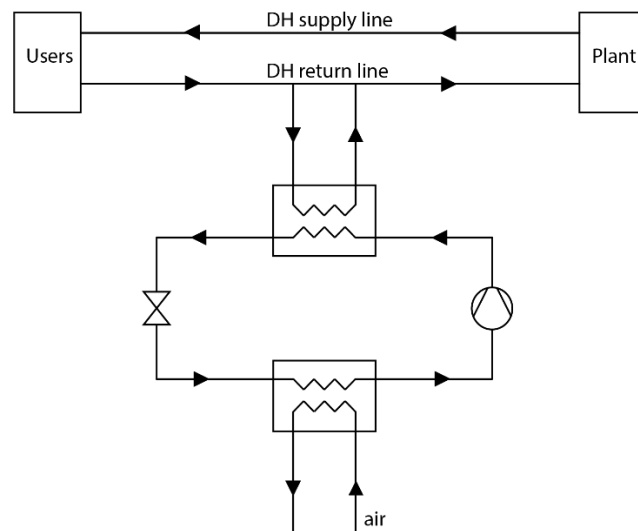 DH supply line
Users
Plant
DH return line
air